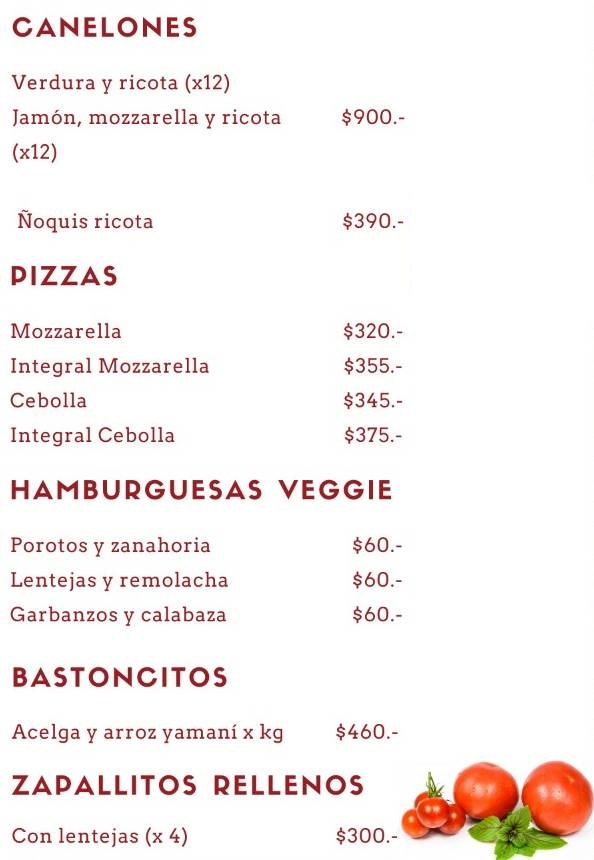 CANELONES
Verdura y ricota (x12)
Jamón, mozzarella y ricota $900.-
(x12)
Ñoquis ricota $390.-
PIZZAS
Mozzarella $320.-
Integral Mozzarella $355.-
Cebolla $345.-
Integral Cebolla $375.-
HAMBURGUESAS VEGGIE
Porotos y zanahoria $60.-
Lentejas y remolacha $60.-
Garbanzos y calabaza $60.-
BASTONCITOS
Acelga y arroz yamaní x kg $460.-
ZAPALLITOS RELLENOS
Con lentejas (x 4) $300.-